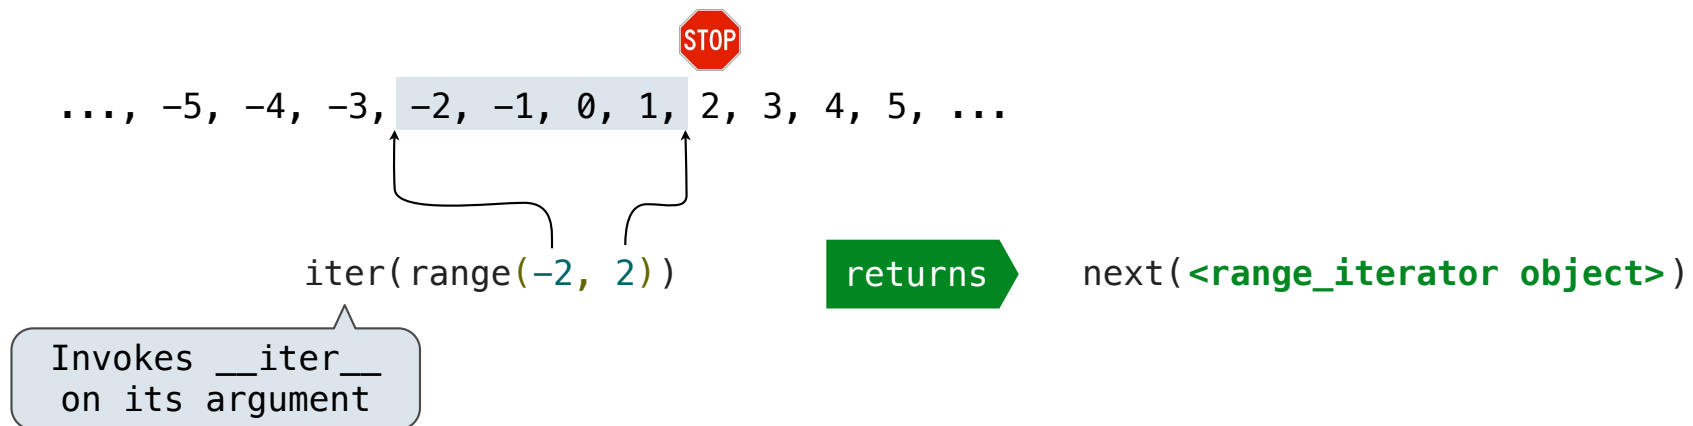 STOP
..., −5, −4, −3, −2, −1, 0, 1, 2, 3, 4, 5, ...
iter(range(−2, 2)) returns next(<range_iterator object>)
Invokes __iter__
on its argument